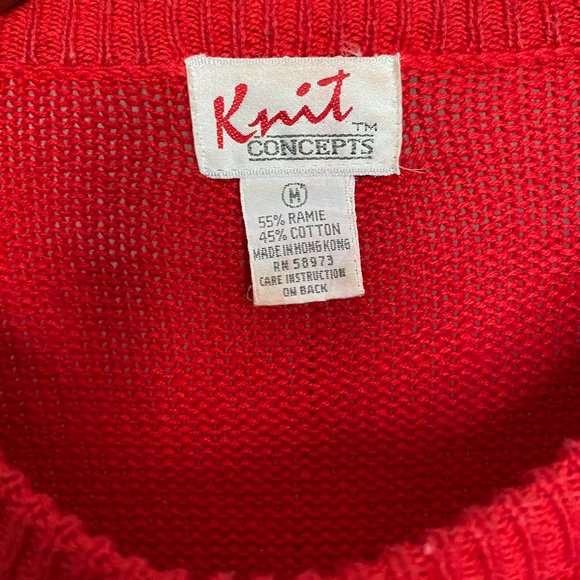 Knit
TM
CONCEPTS
M
55% RAMIE
45% COTTON
MADE IN HONG KONG
RN 58973
CARE INSTRUCTION
ON BACK